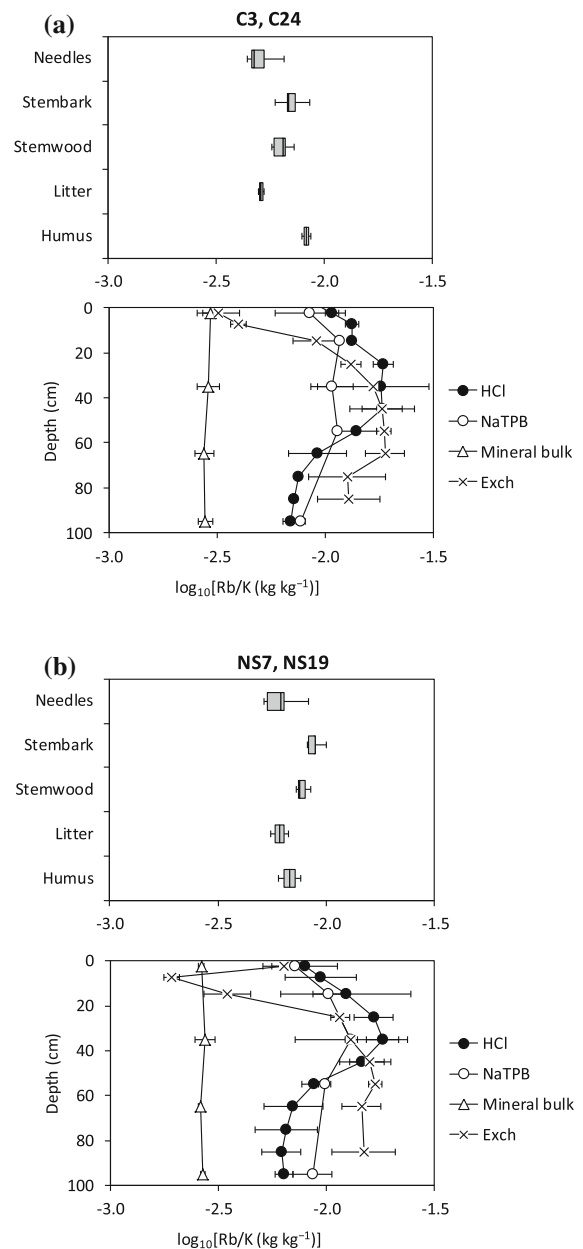 (a) C3, C24
Needles
Stembark
Stemwood
Litter
Humus
-3.0 -2.5 -2.0 -1.5
0
20
40
60
80
100
Depth (cm)
HCl
NaTPB
Mineral bulk
Exch
-3.0 -2.5 -2.0 -1.5
log₁₀[Rb/K (kg kg⁻¹)]
(b) NS7, NS19
Needles
Stembark
Stemwood
Litter
Humus
-3.0 -2.5 -2.0 -1.5
0
20
40
60
80
100
Depth (cm)
HCl
NaTPB
Mineral bulk
Exch
-3.0 -2.5 -2.0 -1.5
log₁₀[Rb/K (kg kg⁻¹)]